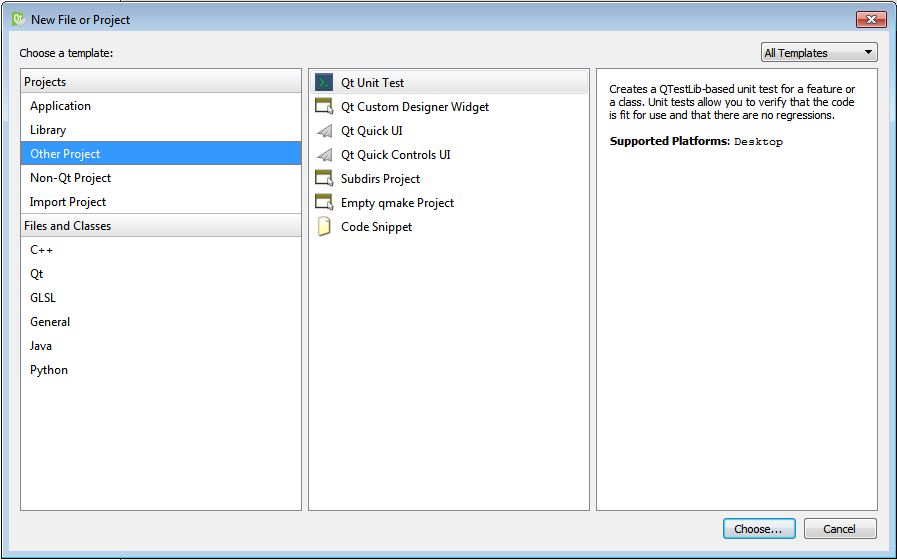 New File or Project
Choose a template:
All Templates
Projects
Application
Library
Other Project
Non-Qt Project
Import Project
Files and Classes
C++
Qt
GLSL
General
Java
Python
Qt Unit Test
Qt Custom Designer Widget
Qt Quick UI
Qt Quick Controls UI
Subdirs Project
Empty qmake Project
Code Snippet
Creates a QTestLib-based unit test for a feature or
a class. Unit tests allow you to verify that the code
is fit for use and that there are no regressions.
Supported Platforms: Desktop
Choose...
Cancel